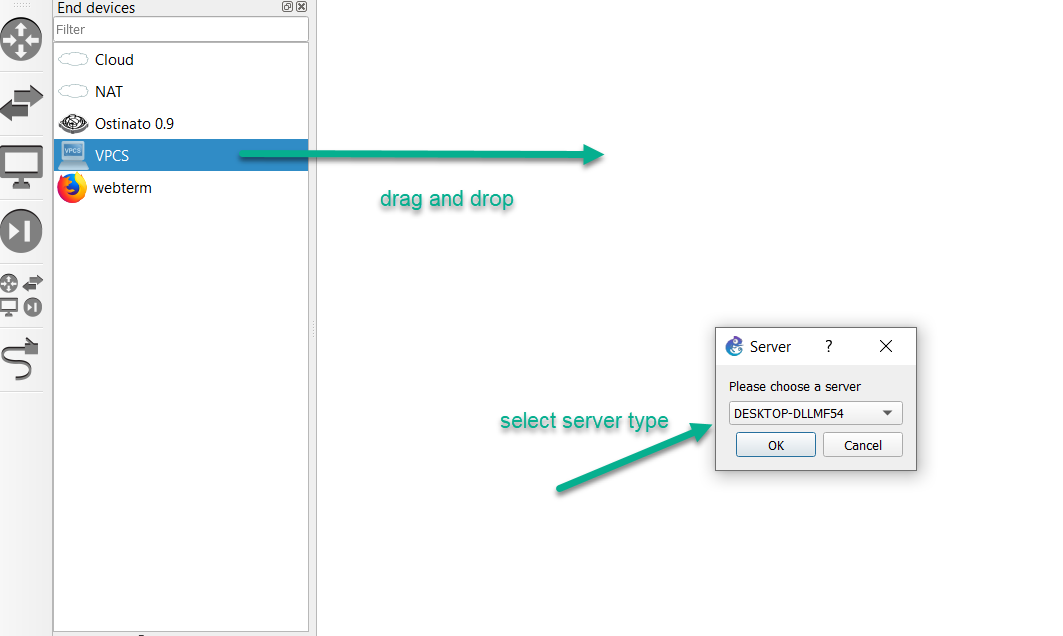 End devices
Filter
Cloud
NAT
Ostinato 0.9
VPCS
VPCS
webterm
drag and drop
Server
?
Please choose a server
select server type
DESKTOP-DLLMF54
OK
Cancel